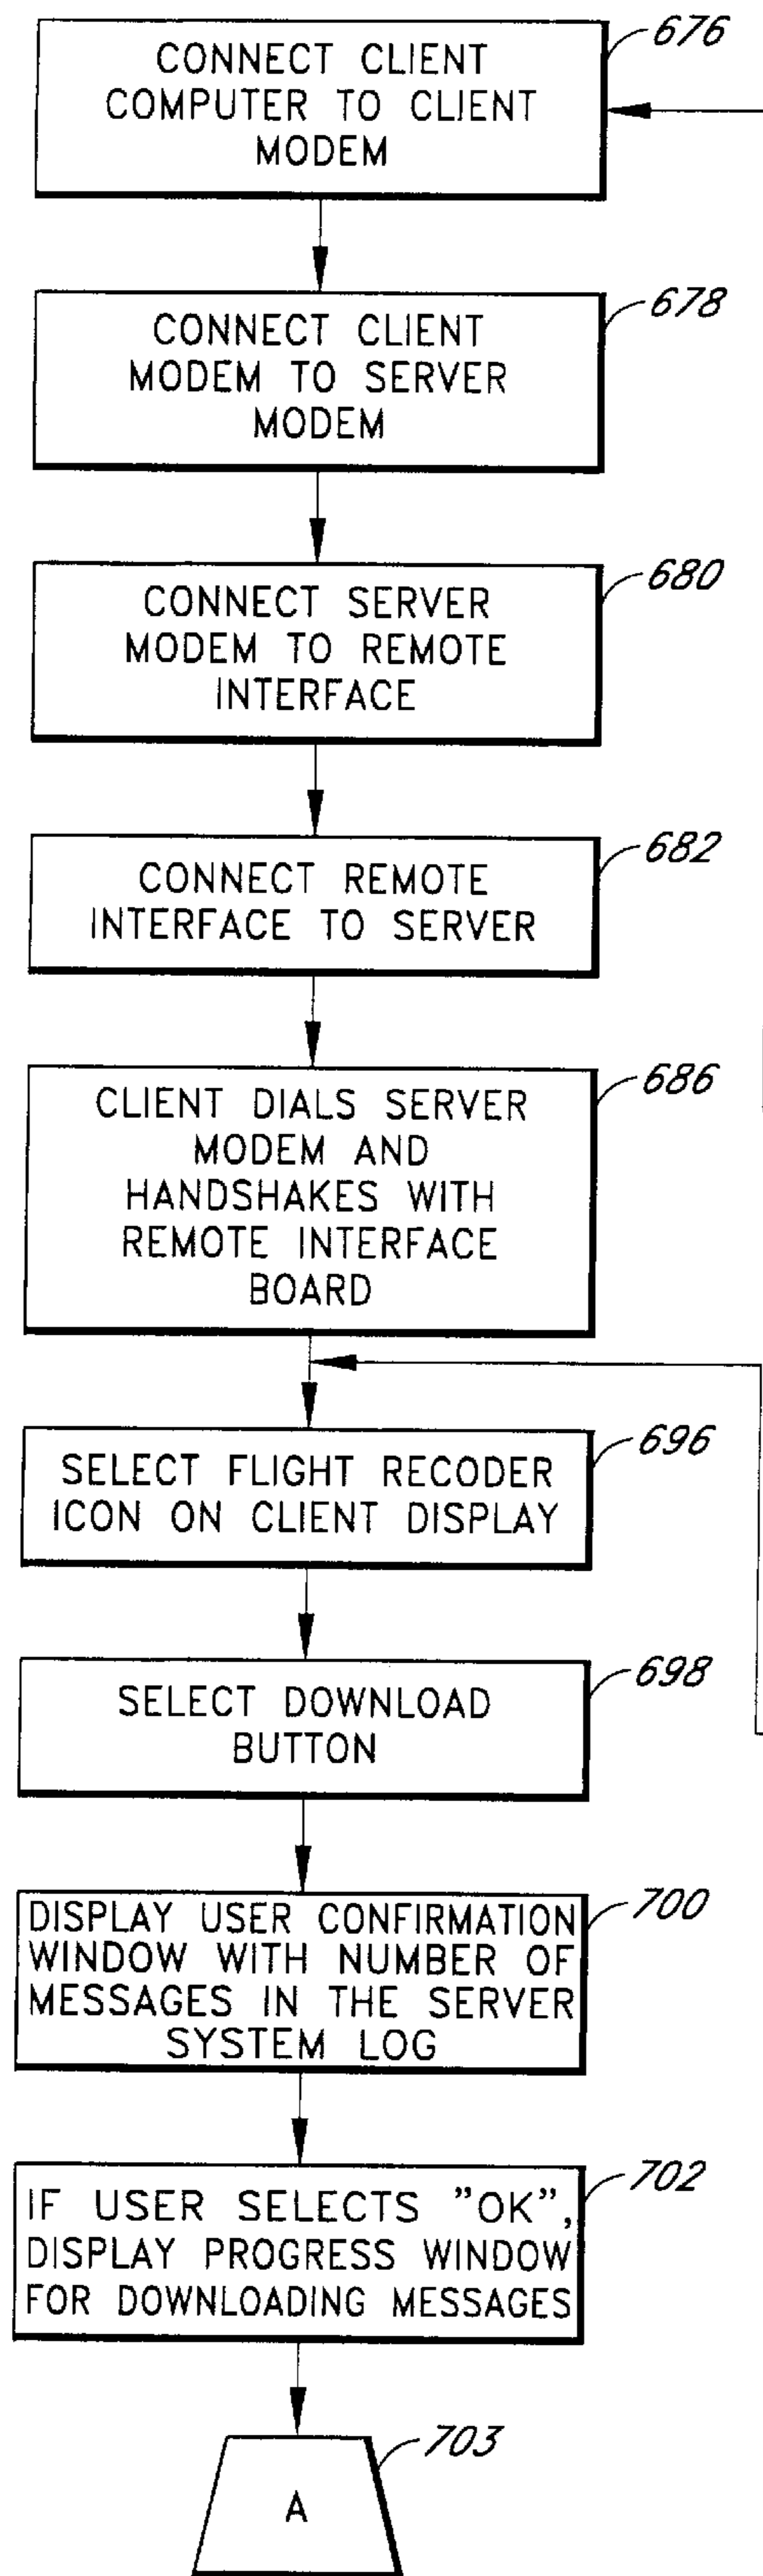 676
CONNECT CLIENT
COMPUTER TO CLIENT
MODEM
678
CONNECT CLIENT
MODEM TO SERVER
MODEM
680
CONNECT SERVER
MODEM TO REMOTE
INTERFACE
682
CONNECT REMOTE
INTERFACE TO SERVER
686
CLIENT DIALS SERVER
MODEM AND
HANDSHAKES WITH
REMOTE INTERFACE
BOARD
696
SELECT FLIGHT RECODER
ICON ON CLIENT DISPLAY
698
SELECT DOWNLOAD
BUTTON
700
DISPLAY USER CONFIRMATION
WINDOW WITH NUMBER OF
MESSAGES IN THE SERVER
SYSTEM LOG
702
IF USER SELECTS "OK",
DISPLAY PROGRESS WINDOW
FOR DOWNLOADING MESSAGES
703
A